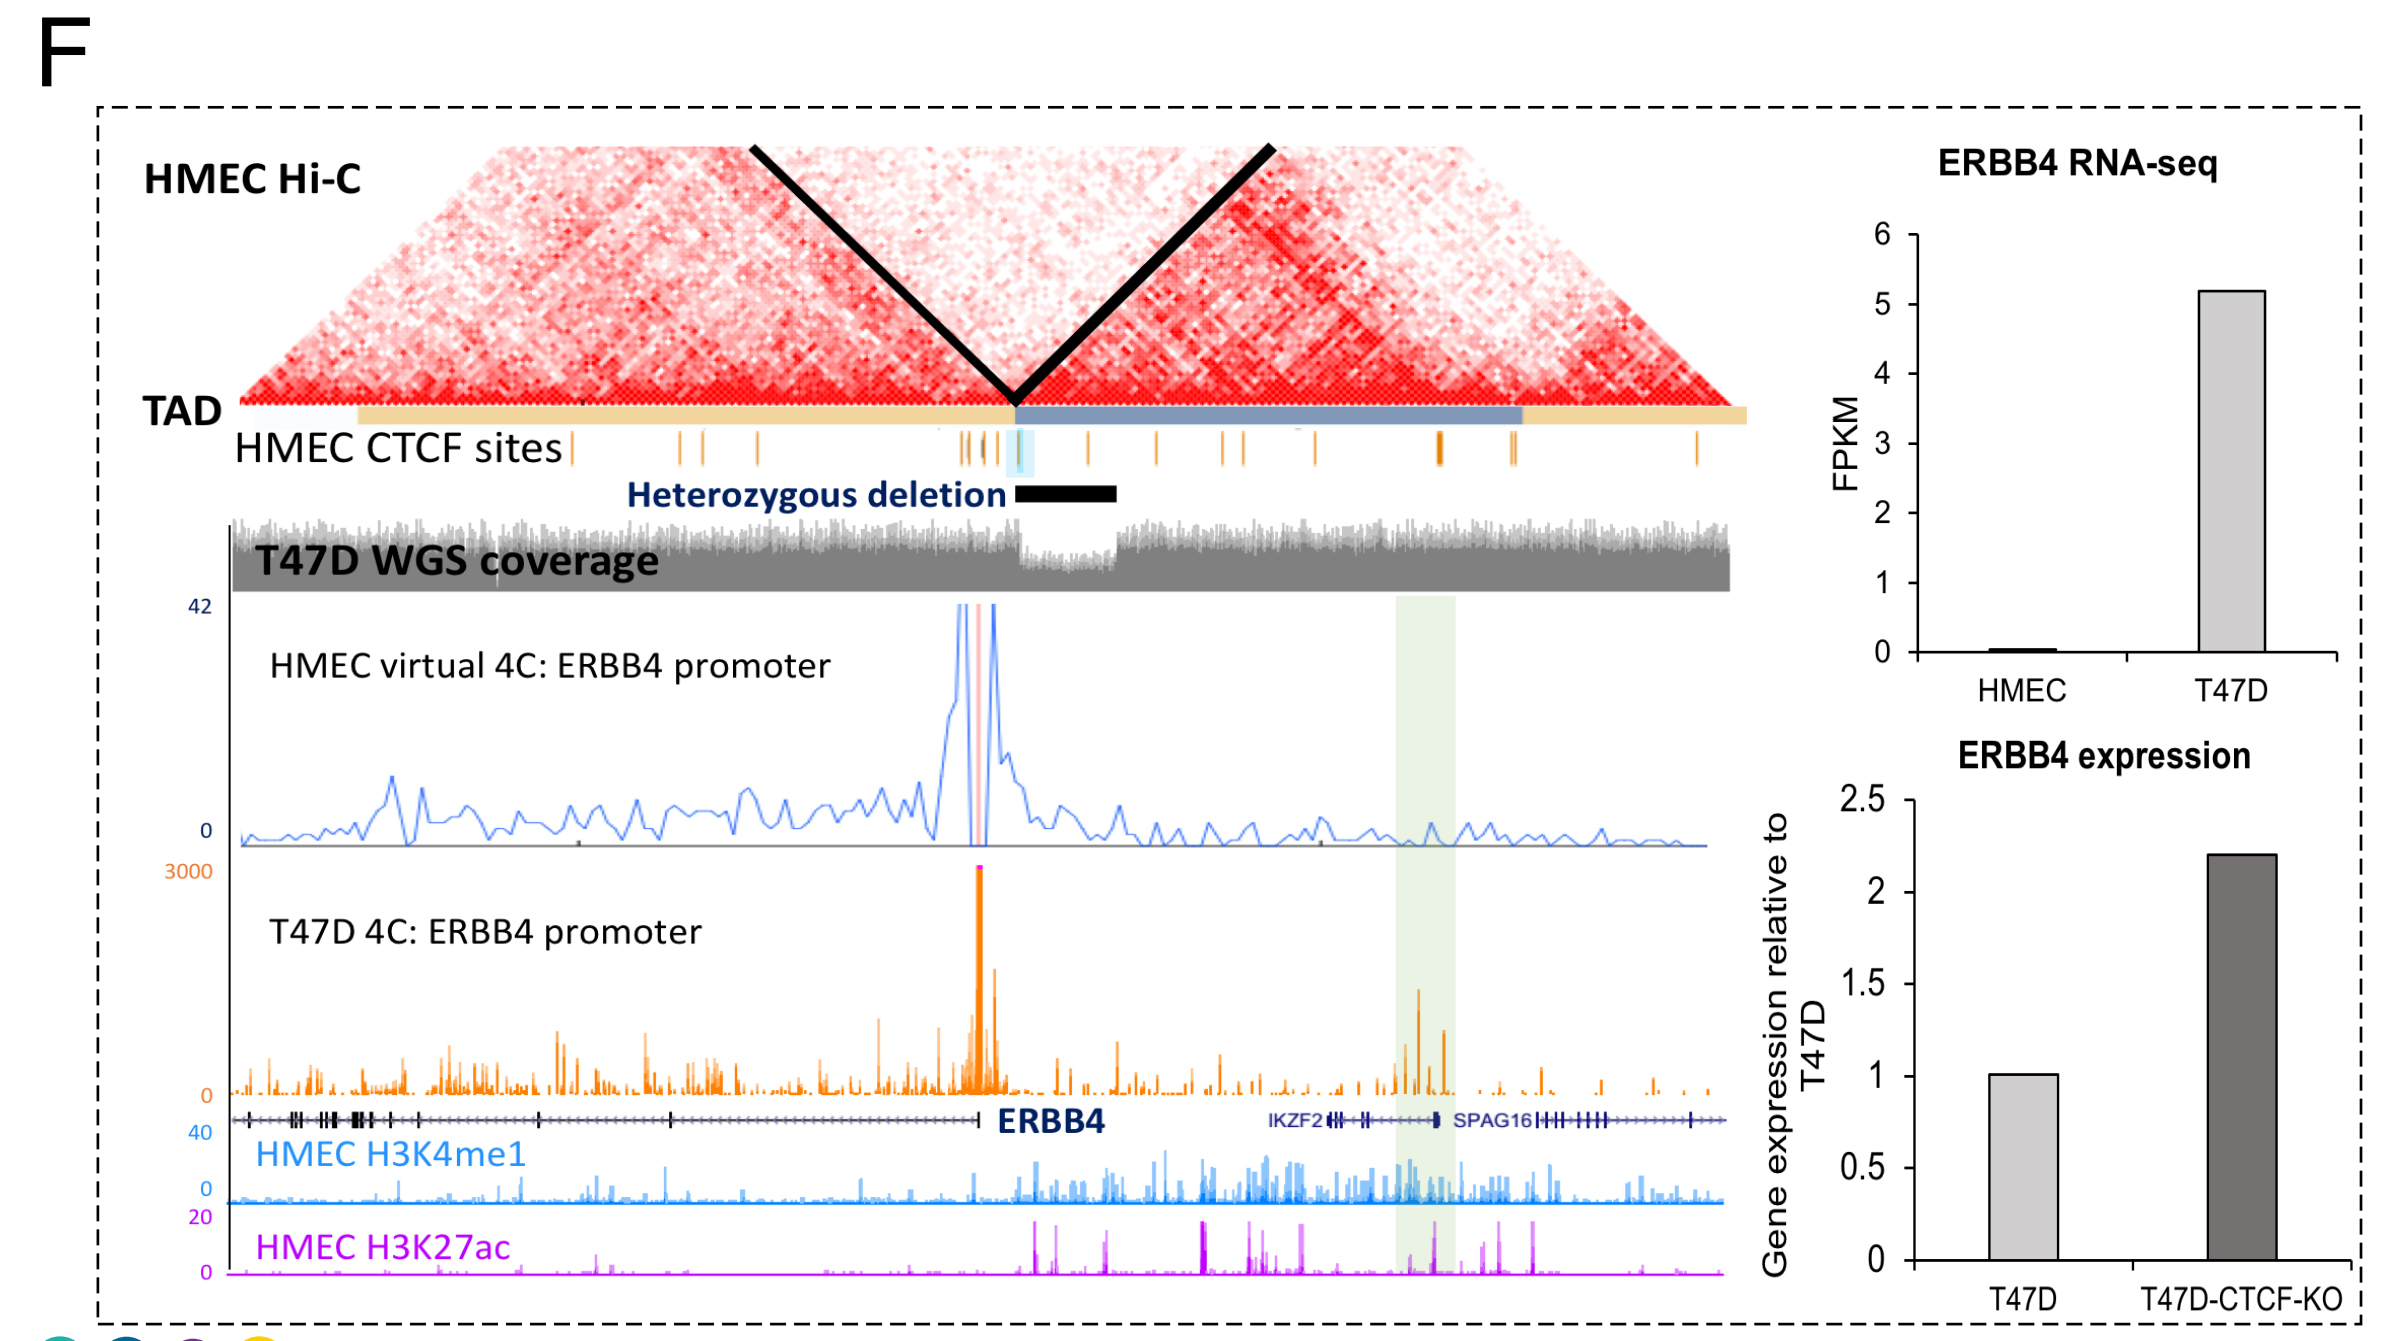 F
HMEC Hi-C
TAD
HMEC CTCF sites
Heterozygous deletion
T47D WGS coverage
42
HMEC virtual 4C: ERBB4 promoter
0
3000
T47D 4C: ERBB4 promoter
0
ERBB4
IKZF2
SPAG16
40
HMEC H3K4me1
0
20
HMEC H3K27ac
0
ERBB4 RNA-seq
6
5
4
3
2
1
0
FPKM
HMEC
T47D
ERBB4 expression
2.5
2
1.5
1
0.5
0
Gene expression relative to
T47D
T47D
T47D-CTCF-KO